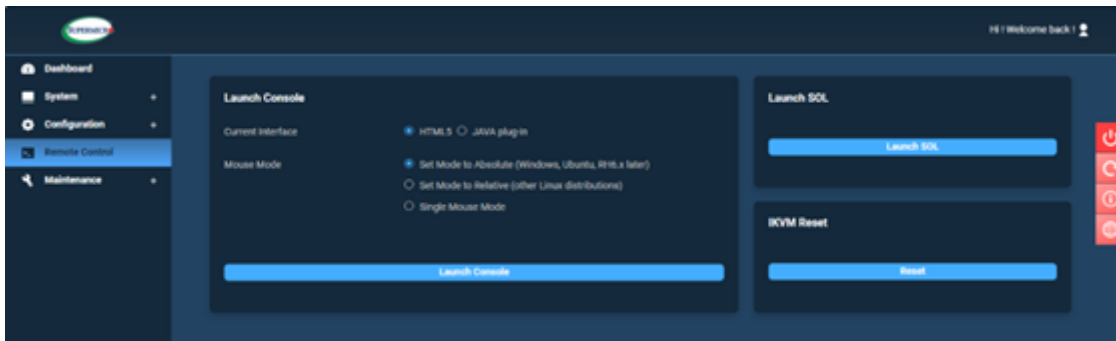 SUPERMICRO
Hi ! Welcome back !
Dashboard
System +
Configuration +
Remote Control
Maintenance +
Launch Console
Current Interface
HTML5 JAVA plug-in
Mouse Mode
Set Mode to Absolute (Windows, Ubuntu, RH6.x later)
Set Mode to Relative (other Linux distributions)
Single Mouse Mode
Launch Console
Launch SOL
Launch SOL
IKVM Reset
Reset